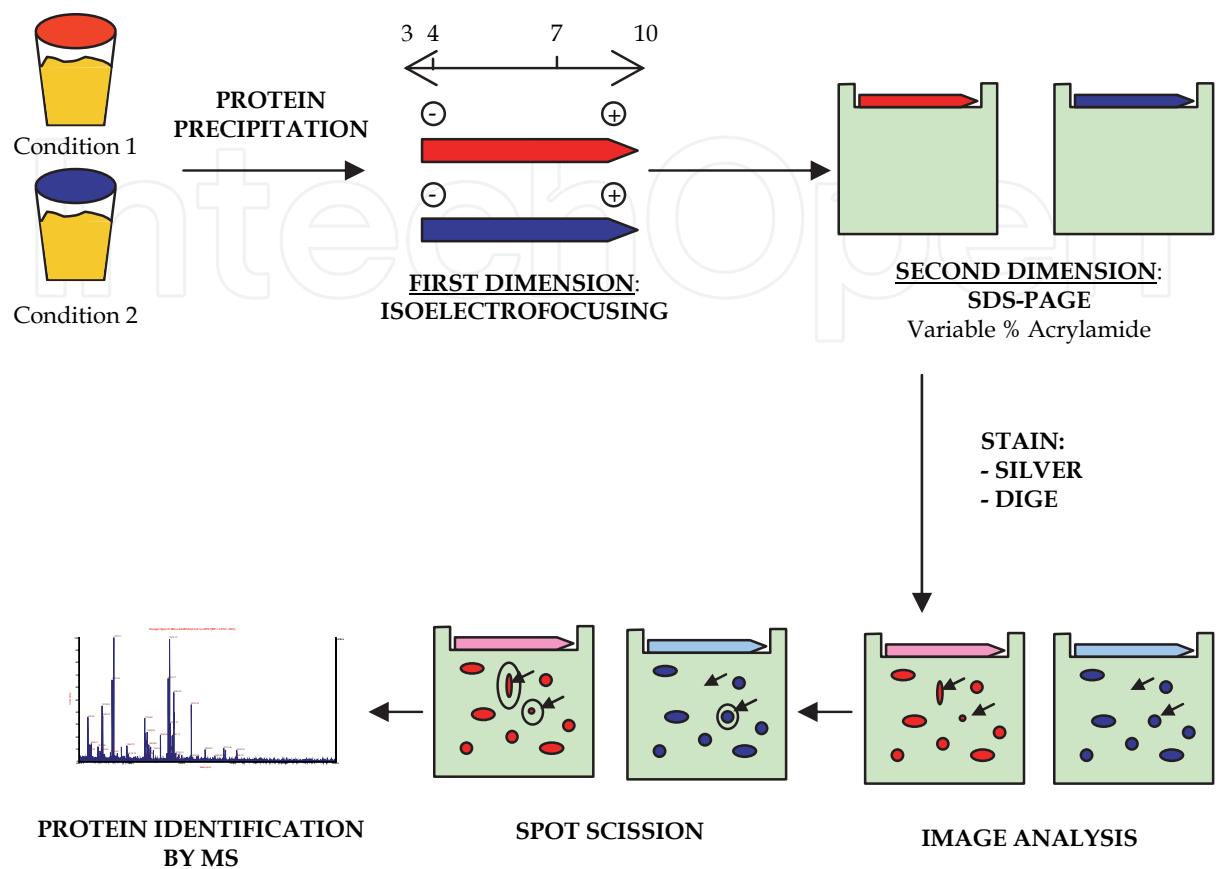 3 4 7 10
PROTEIN
PRECIPITATION
Condition 1
- +
- +
Condition 2
FIRST DIMENSION:
ISOELECTROFOCUSING
SECOND DIMENSION:
SDS-PAGE
Variable % Acrylamide
IntechOpen
STAIN:
- SILVER
- DIGE
PROTEIN IDENTIFICATION
BY MS
SPOT SCISSION
IMAGE ANALYSIS